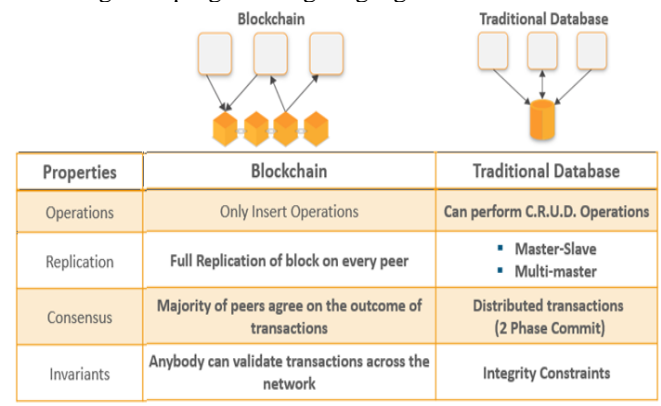 Blockchain
Traditional Database
Properties
Blockchain
Traditional Database
Operations
Only Insert Operations
Can perform C.R.U.D. Operations
Replication
Full Replication of block on every peer
Master-Slave
Multi-master
Consensus
Majority of peers agree on the outcome of
transactions
Distributed transactions
(2 Phase Commit)
Invariants
Anybody can validate transactions across the
network
Integrity Constraints